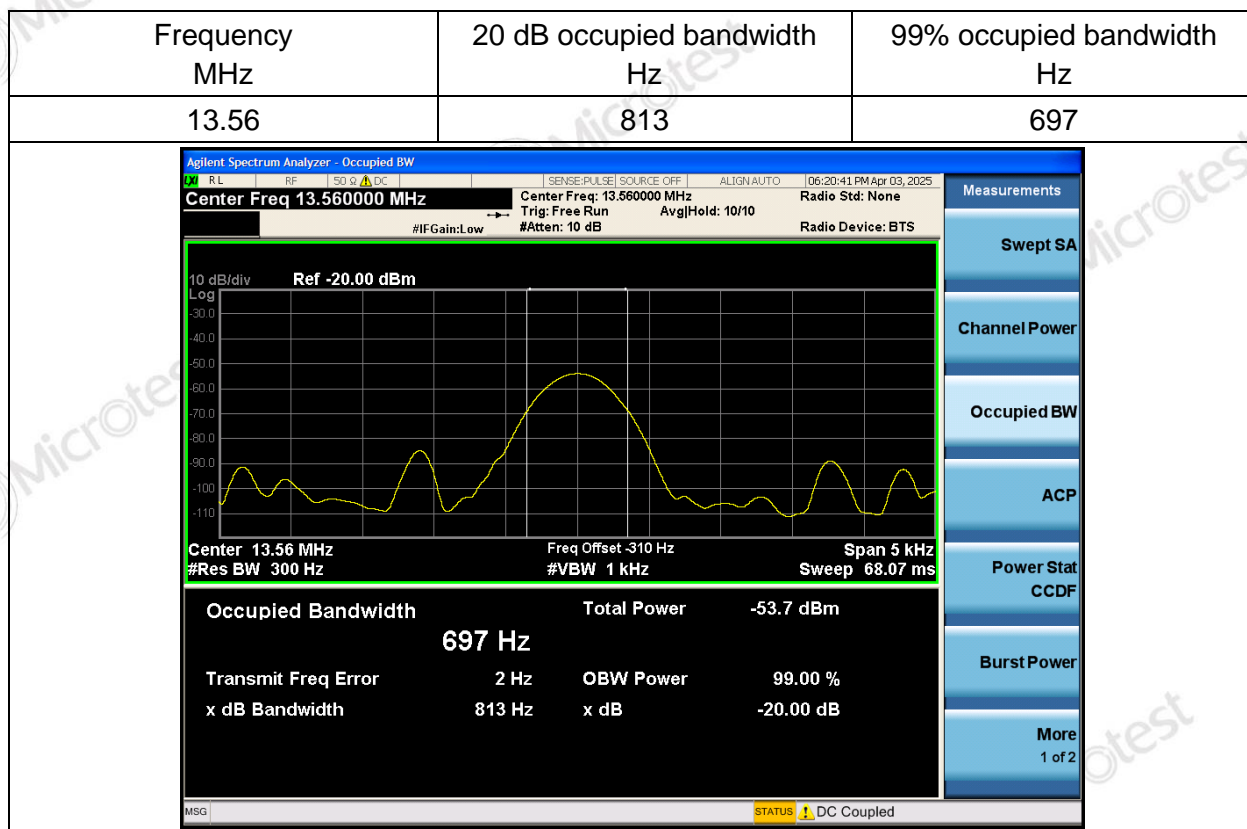 Frequency MHz
20 dB occupied bandwidth Hz
99% occupied bandwidth Hz
13.56 813 697
Agilent Spectrum Analyzer - Occupied BW
LXI RL RF 50 Ω DC SENSE:PULSE SOURCE OFF ALIGN AUTO 06:20:41 PM Apr 03, 2025
Center Freq 13.560000 MHz
Center Freq: 13.560000 MHz
Radio Std: None
Trig: Free Run Avg|Hold: 10/10
#IFGain:Low #Atten: 10 dB Radio Device: BTS
10 dB/div Ref -20.00 dBm
Log
-30.0
-40.0
-50.0
-60.0
-70.0
-80.0
-90.0
-100
-110
Center 13.56 MHz Freq Offset -310 Hz Span 5 kHz
#Res BW 300 Hz #VBW 1 kHz Sweep 68.07 ms
Occupied Bandwidth Total Power -53.7 dBm
697 Hz
Transmit Freq Error 2 Hz OBW Power 99.00 %
x dB Bandwidth 813 Hz x dB -20.00 dB
MSG STATUS DC Coupled
Measurements
Swept SA
Channel Power
Occupied BW
ACP
Power Stat
CCDF
Burst Power
More
1 of 2
Microtest
Microtest
Microtest